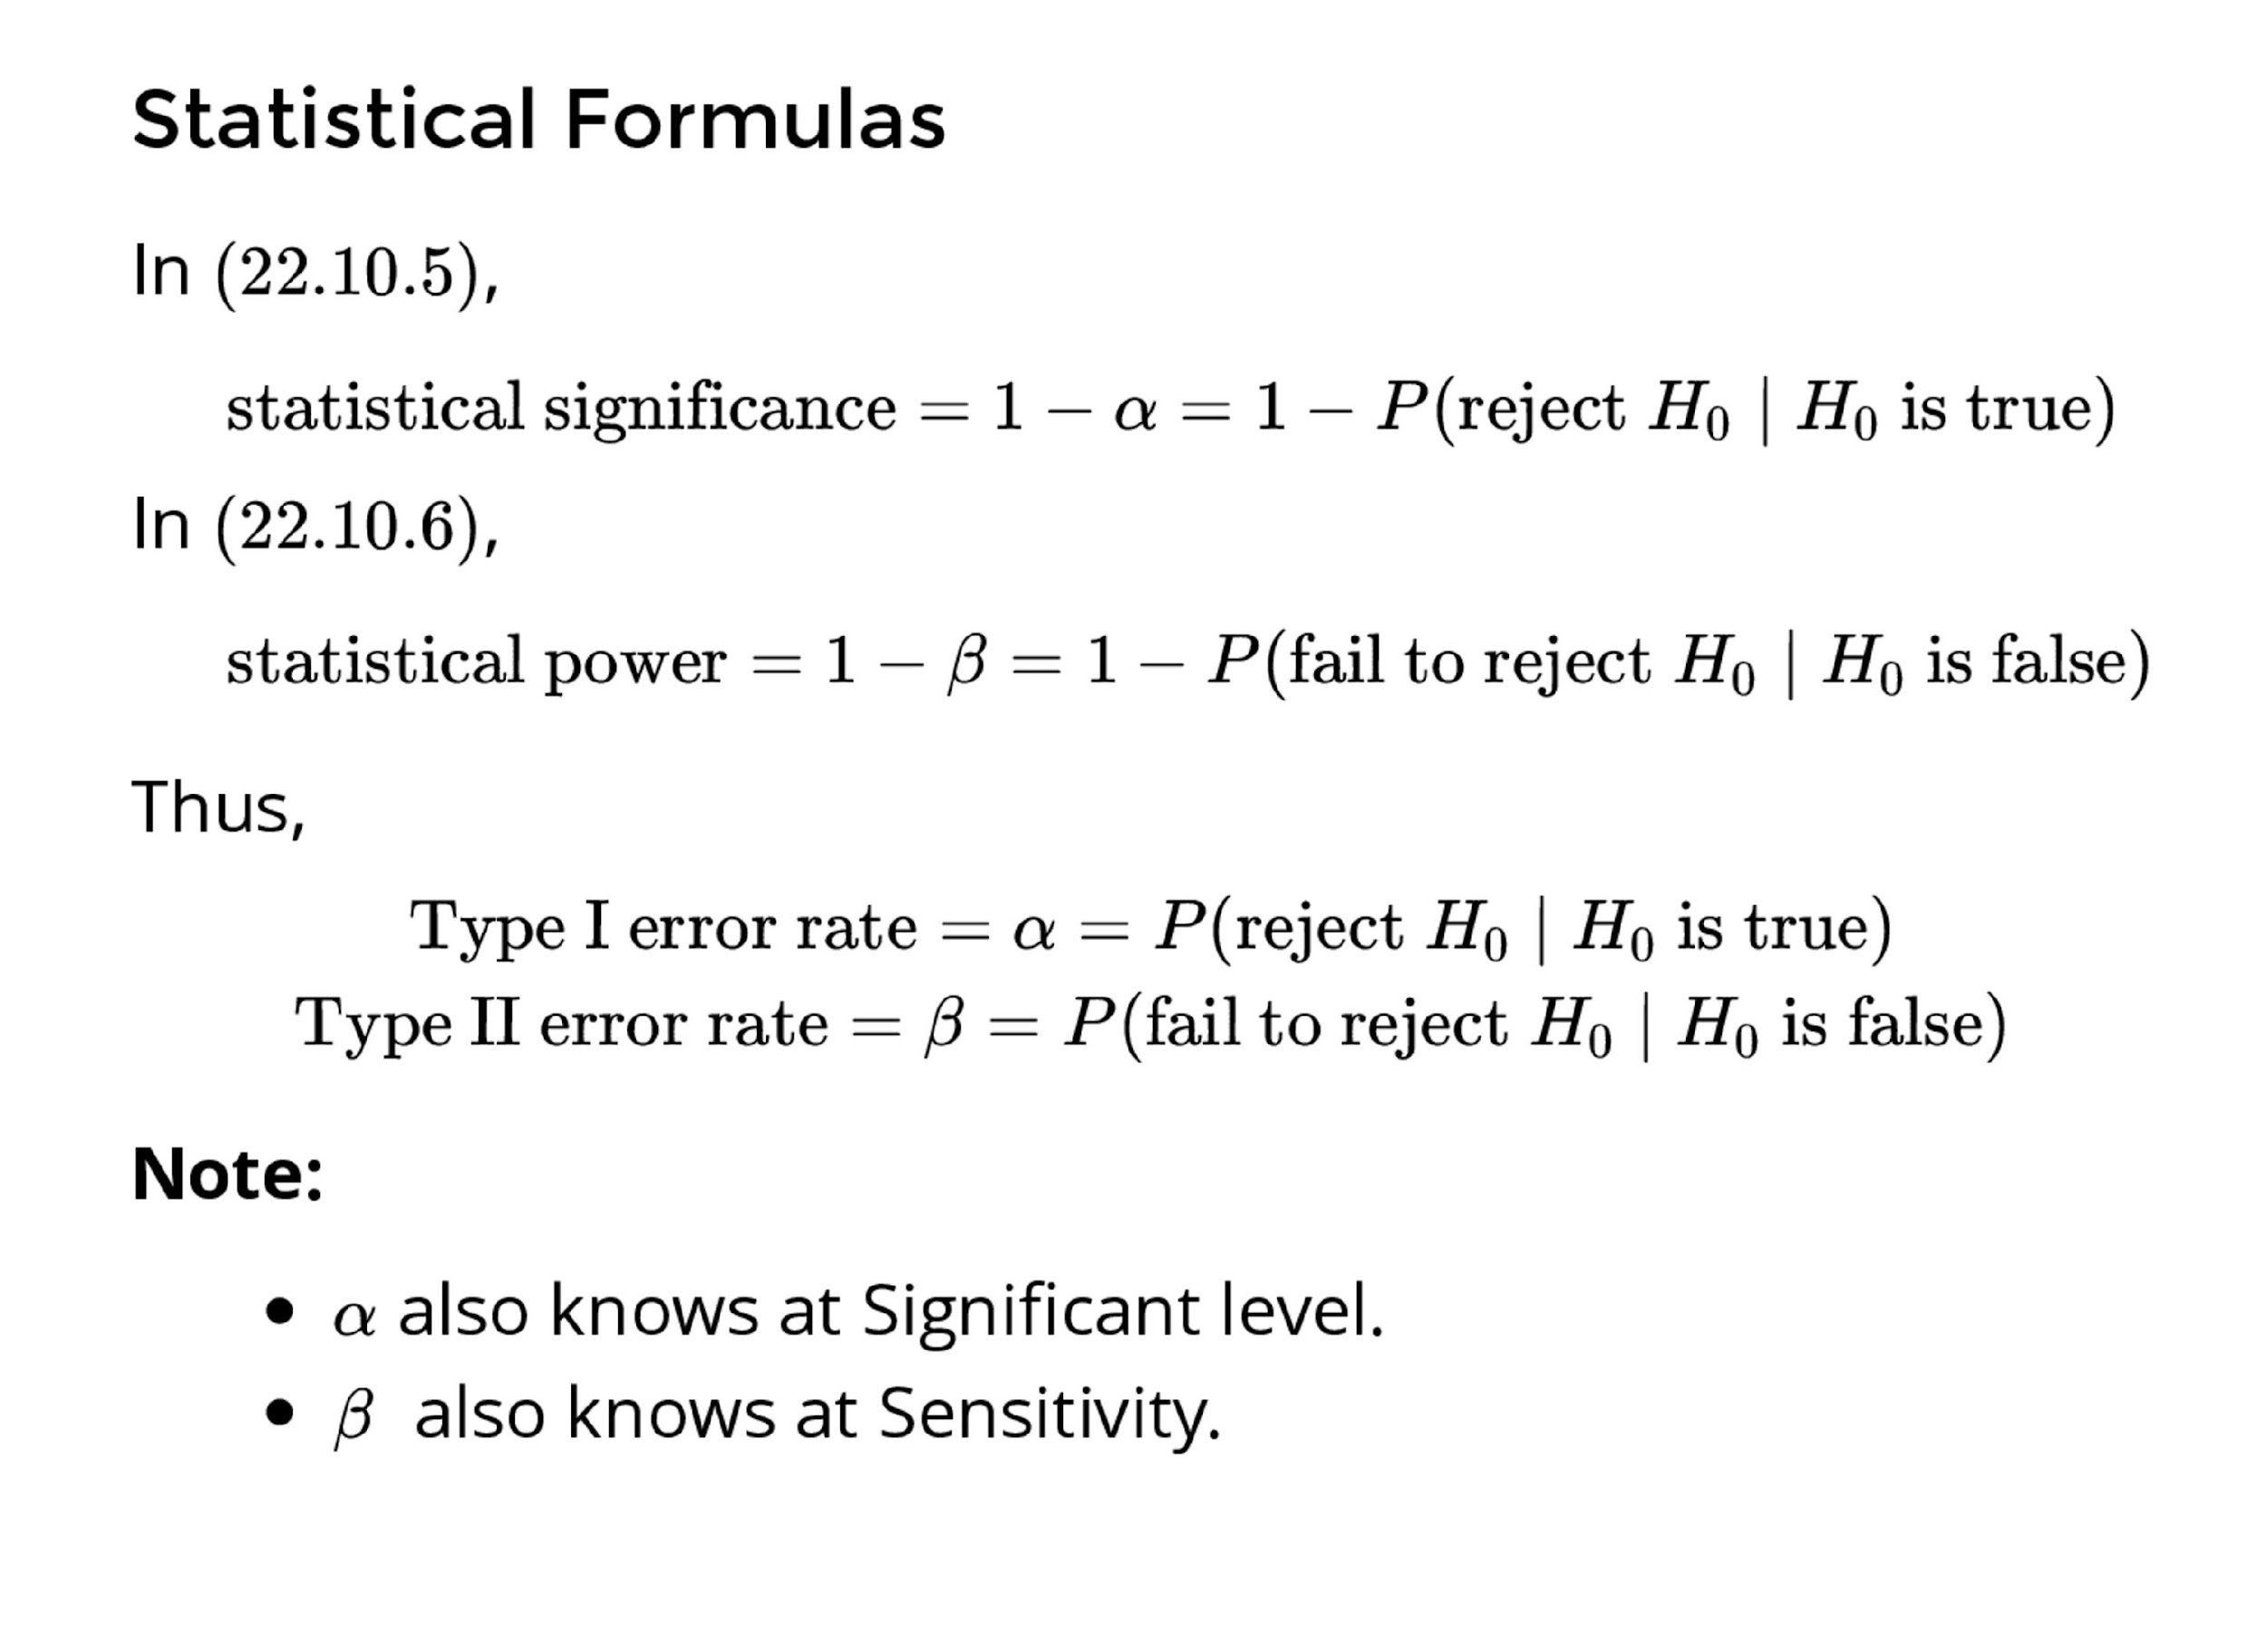 Statistical Formulas
In (22.10.5),
statistical significance = 1 − α = 1 − P(reject H₀ | H₀ is true)
In (22.10.6),
statistical power = 1 − β = 1 − P(fail to reject H₀ | H₀ is false)
Thus,
Type I error rate = α = P(reject H₀ | H₀ is true)
Type II error rate = β = P(fail to reject H₀ | H₀ is false)
Note:
• α also knows at Significant level.
• β also knows at Sensitivity.